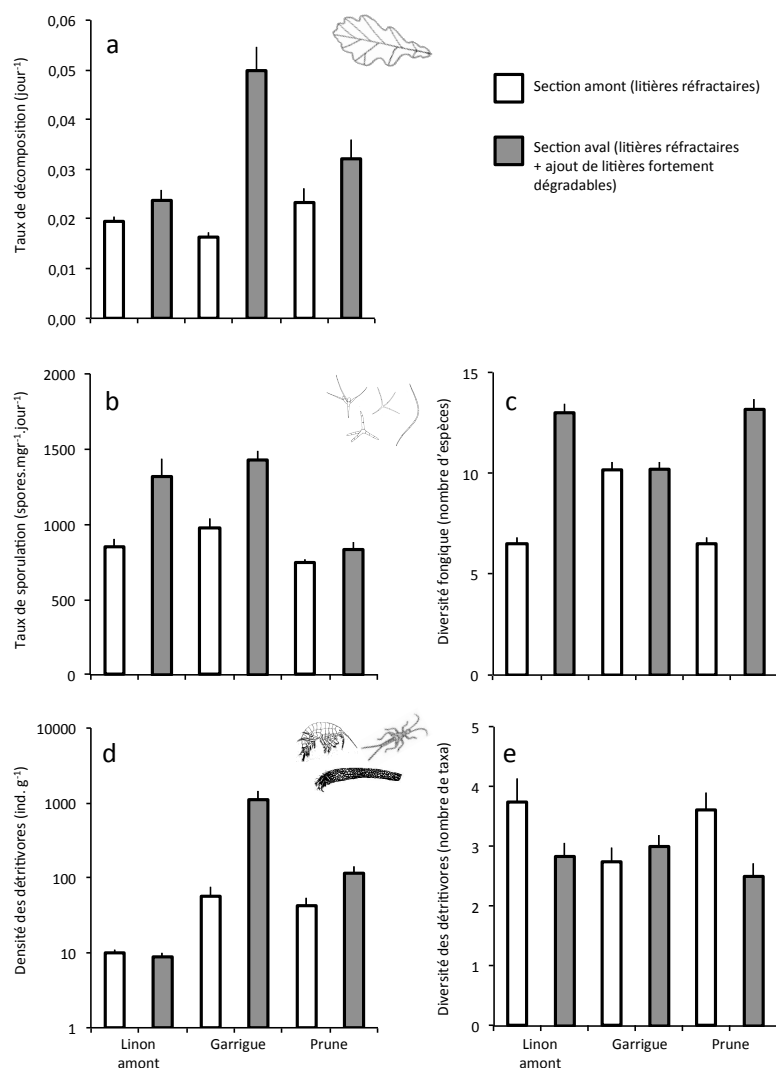 a
Taux de décomposition (jour-1)
0,06
0,05
0,04
0,03
0,02
0,01
0,00
Section amont (litières réfractaires)
Section aval (litières réfractaires
+ ajout de litières fortement
dégradables)
b
Taux de sporulation (spores.mgr-1.jour-1)
2000
1500
1000
500
0
c
Diversité fongique (nombre d'espèces)
15
10
5
0
d
Densité des détritivores (ind. g-1)
10000
1000
100
10
1
Linon
amont
Garrigue
Prune
e
Diversité des détritivores (nombre de taxa)
5
4
3
2
1
0
Linon
amont
Garrigue
Prune